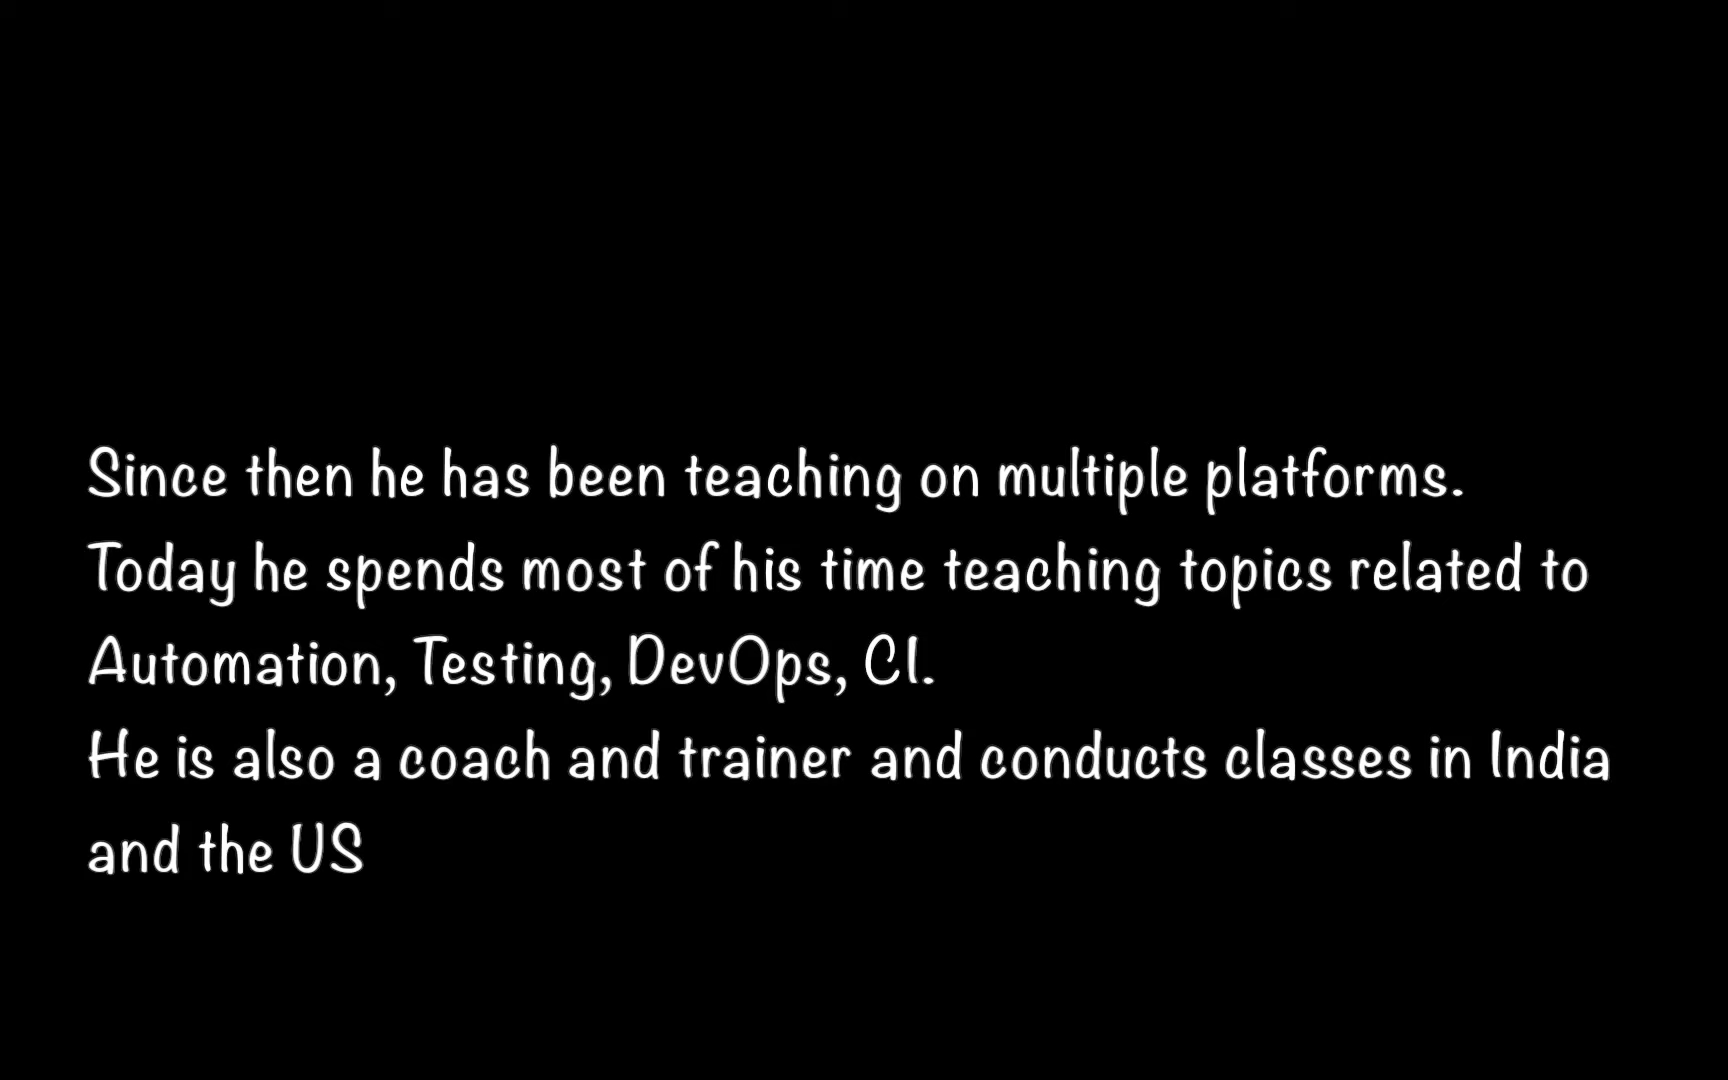 Since then he has been teaching on multiple platforms.
Today he spends most of his time teaching topics related to
Automation, Testing, DevOps, CI.
He is also a coach and trainer and conducts classes in India
and the US